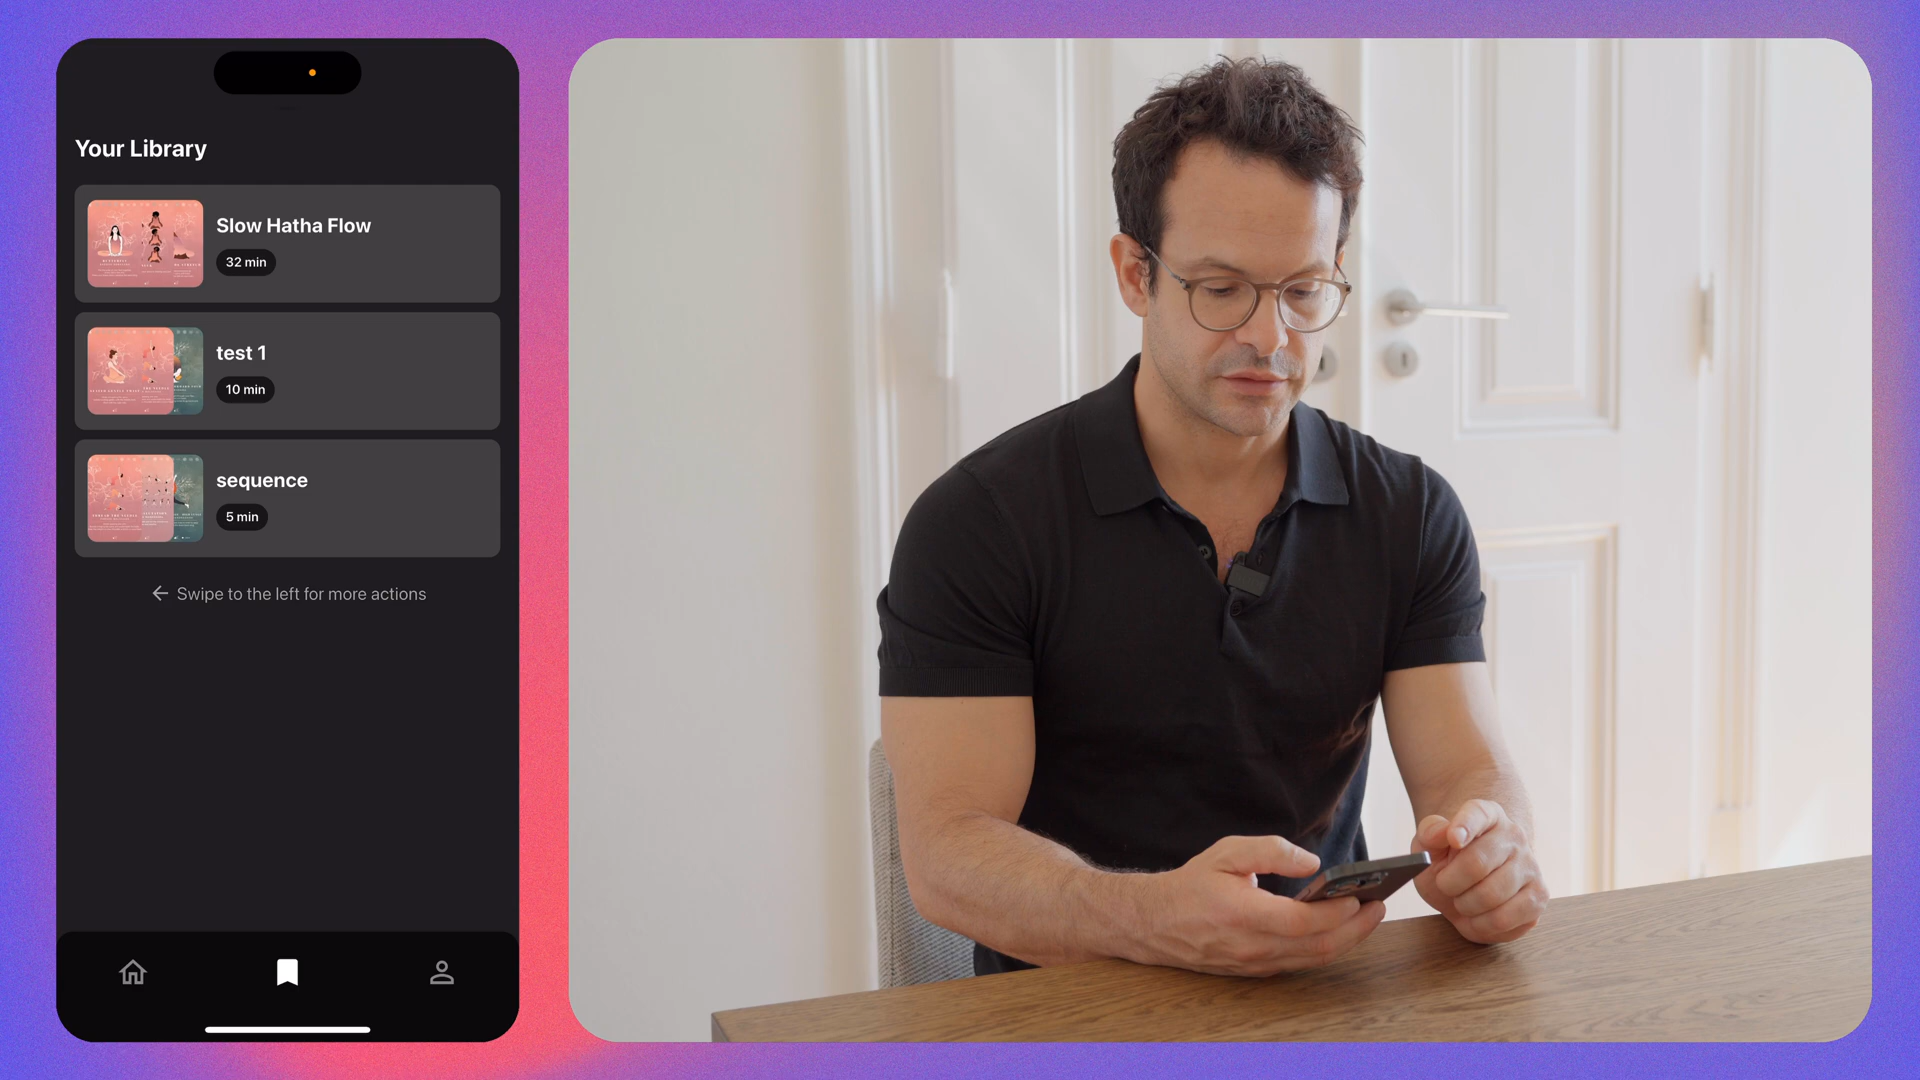 Your Library
Slow Hatha Flow
32 min
test 1
10 min
sequence
5 min
← Swipe to the left for more actions